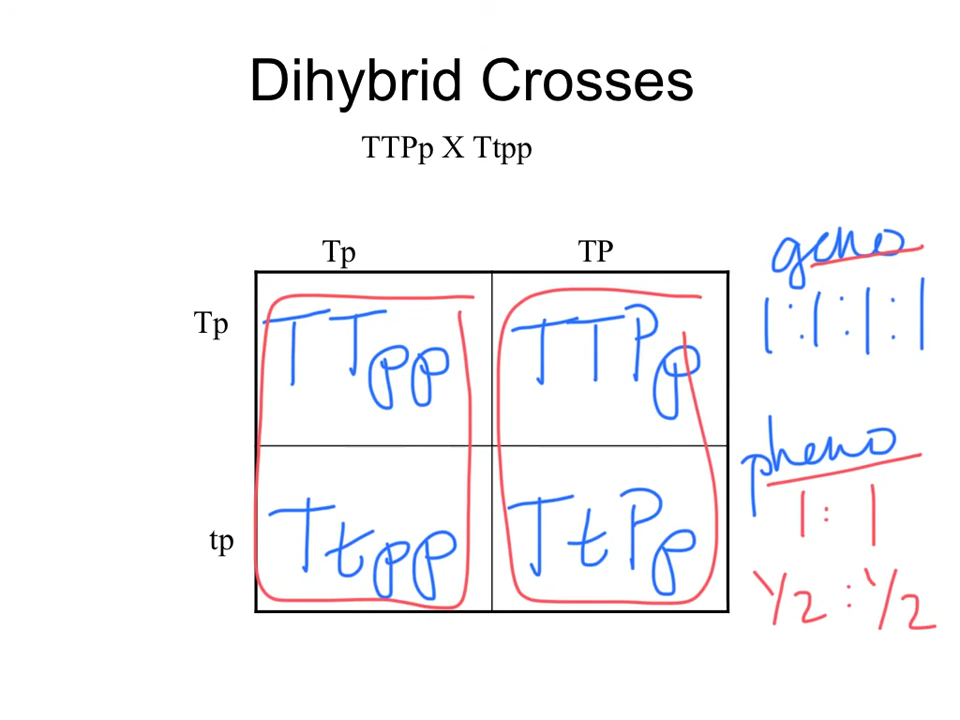 Dihybrid Crosses
TTPp X Ttpp
Tp TP
geno
Tp TTpp TTPp
1:1:1:1
pheno
1:1
tp Ttpp TtPp
1/2:1/2